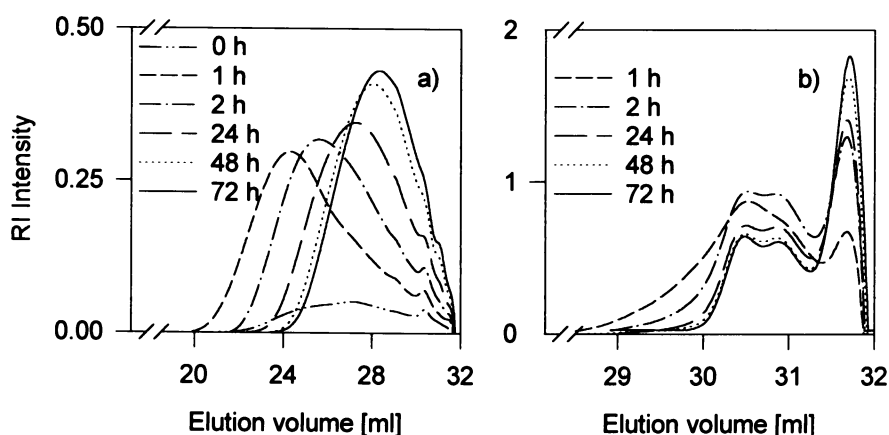 0.50
0 h
1 h
2 h
24 h
48 h
72 h
a)
0.25
0.00
RI Intensity
20
24
28
32
Elution volume [ml]
2
1 h
2 h
24 h
48 h
72 h
b)
1
0
29
30
31
32
Elution volume [ml]